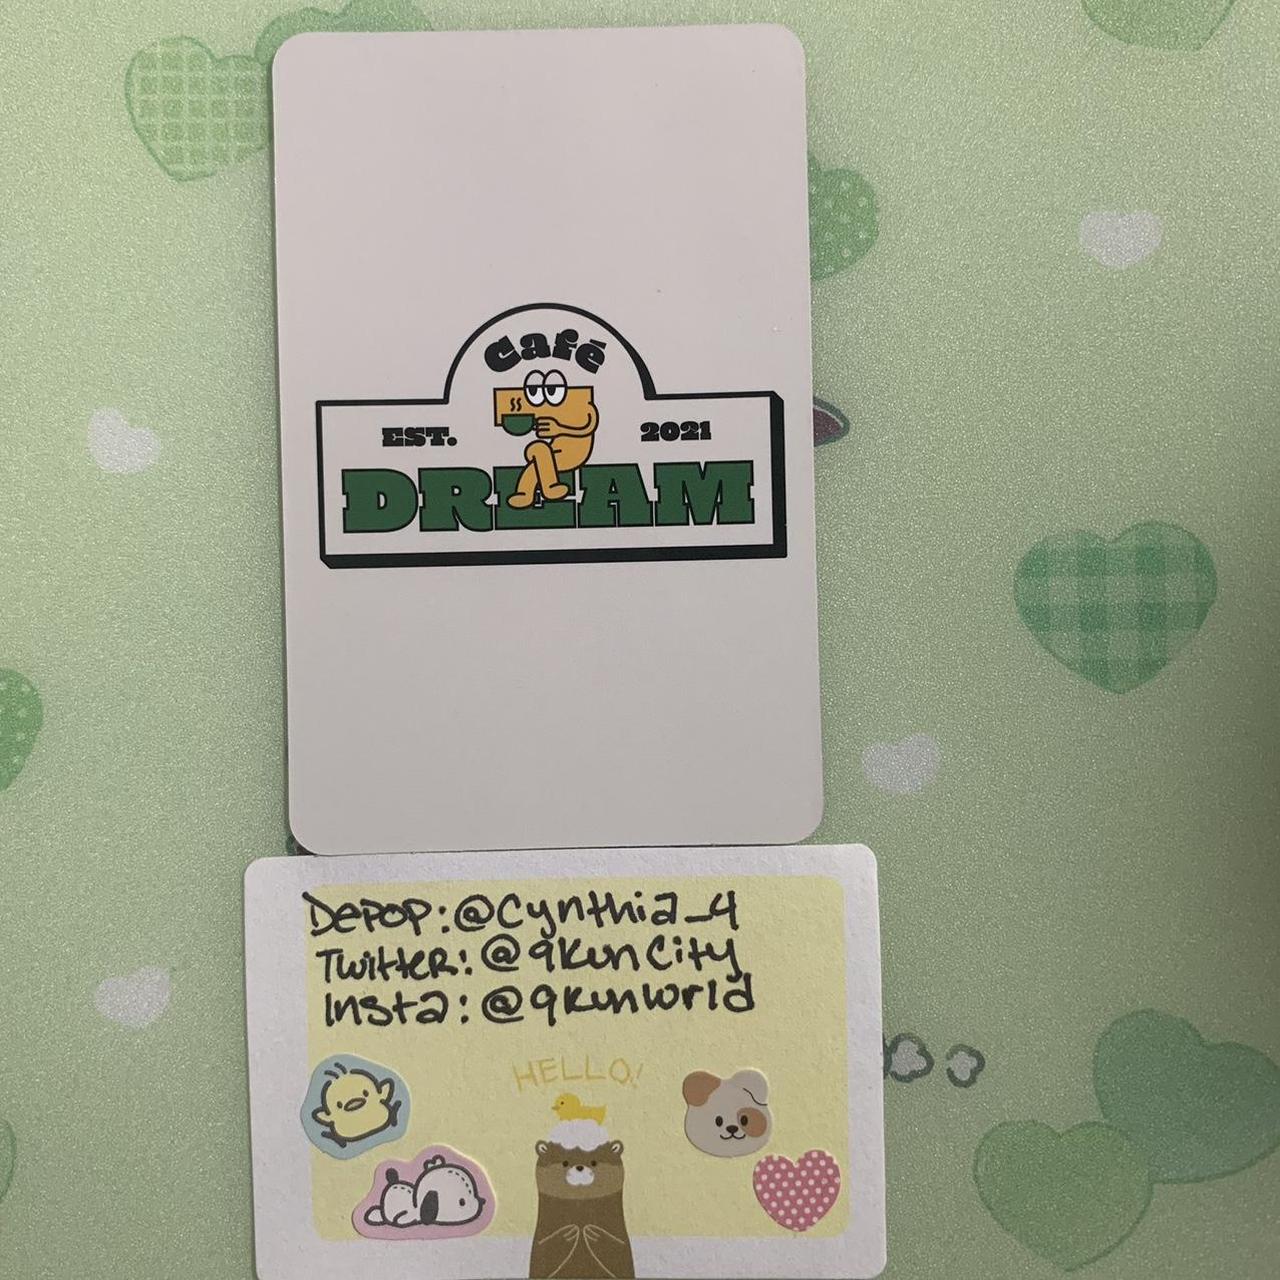 Café
EST. 2021
DREAM
Depop: @cynthia_4
Twitter: @9kunCity
Insta: @9kunworld
HELLO!